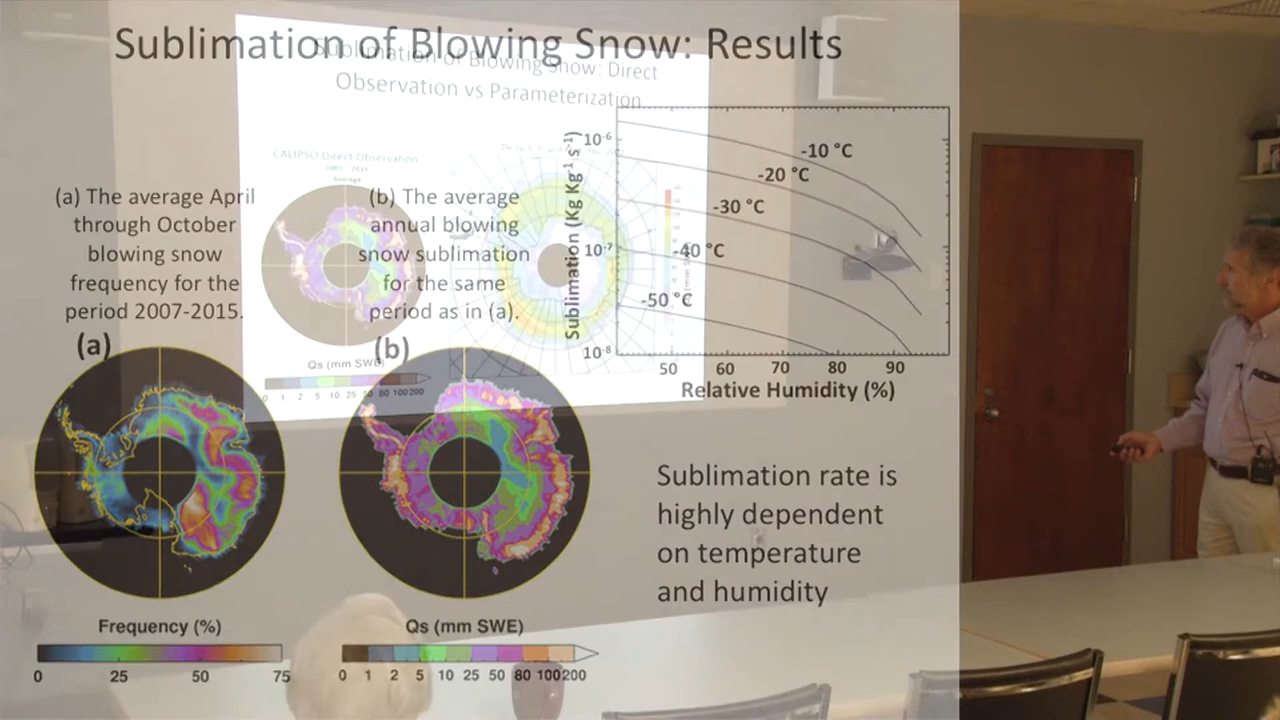 Sublimation of Blowing Snow: Results
Sublimation of Blowing Snow: Direct
Observation vs Parameterization
CALIPSO Direct Observation
2007 - 2015
Average
(a) The average April
through October
blowing snow
frequency for the
period 2007-2015.
(b) The average
annual blowing
snow sublimation
for the same
period as in (a).
Sublimation (Kg Kg-1 S-1)
10-6
10-7
10-8
-10 °C
-20 °C
-30 °C
-40 °C
-50 °C
50 60 70 80 90
Relative Humidity (%)
Qs (mm SWE)
0 1 2 5 10 25 50 80 100 200
(a)
(b)
Sublimation rate is
highly dependent
on temperature
and humidity
Frequency (%)
0 25 50 75
Qs (mm SWE)
0 1 2 5 10 25 50 80 100 200